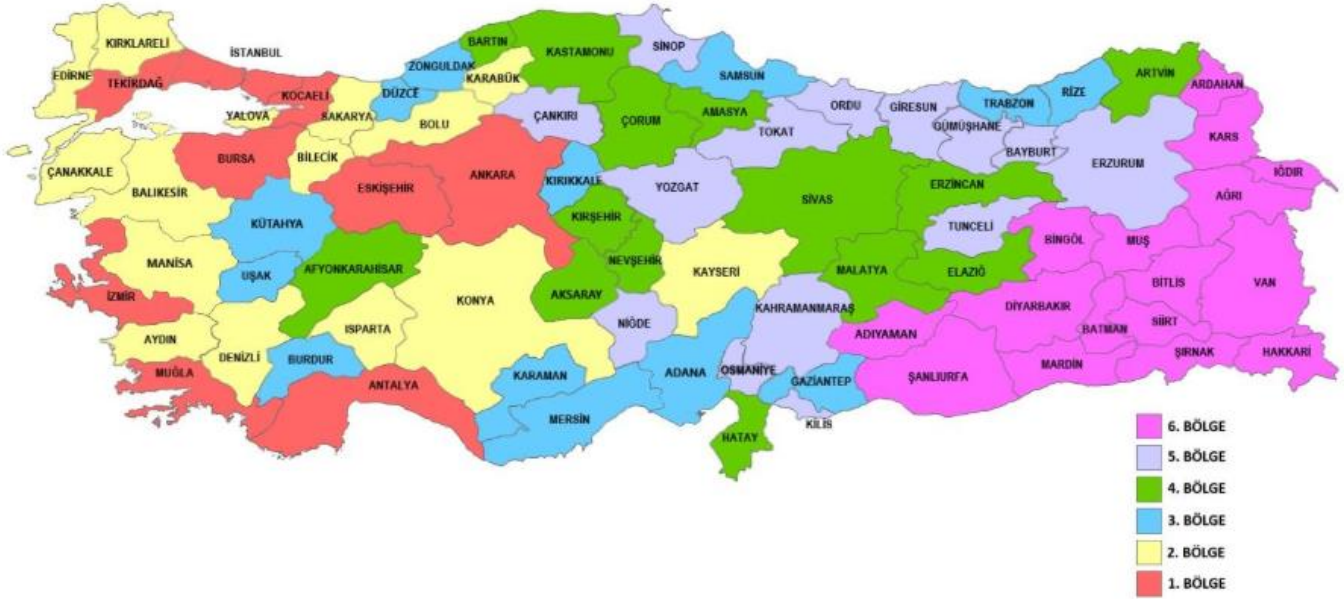 KIRKLARELİ
EDİRNE
TEKİRDAĞ
İSTANBUL
KOCAELİ
YALOVA
SAKARYA
DÜZCE
ZONGULDAK
BARTIN
KARABÜK
KASTAMONU
SİNOP
SAMSUN
BOLU
ÇANKIRI
ÇORUM
AMASYA
TOKAT
ORDU
GİRESUN
GÜMÜŞHANE
TRABZON
RİZE
BAYBURT
ARTVİN
ARDAHAN
KARS
IĞDIR
ERZURUM
AĞRI
ÇANAKKALE
BALIKESİR
BURSA
BİLECİK
ESKİŞEHİR
ANKARA
KIRIKKALE
YOZGAT
SİVAS
ERZİNCAN
TUNCELİ
BİNGÖL
MUŞ
KÜTAHYA
KIRŞEHİR
MANİSA
UŞAK
AFYONKARAHİSAR
NEVŞEHİR
KAYSERİ
MALATYA
ELAZIĞ
BİTLİS
VAN
İZMİR
KONYA
AKSARAY
KAHRAMANMARAŞ
DİYARBAKIR
AYDIN
DENİZLİ
ISPARTA
NİĞDE
ADIYAMAN
BATMAN
SİİRT
BURDUR
HAKKARİ
ŞIRNAK
MUĞLA
ANTALYA
KARAMAN
ADANA
OSMANİYE
GAZİANTEP
ŞANLIURFA
MARDİN
MERSİN
KİLİS
HATAY
6. BÖLGE
5. BÖLGE
4. BÖLGE
3. BÖLGE
2. BÖLGE
1. BÖLGE